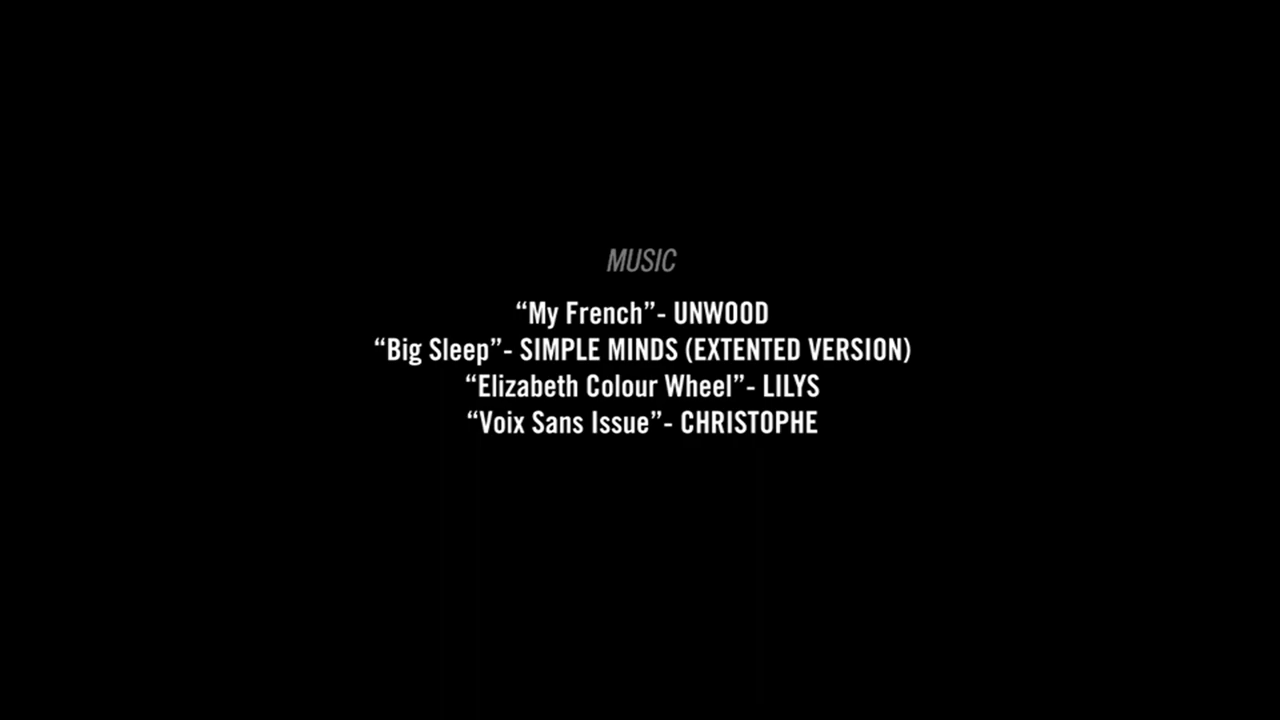 MUSIC
“My French”- UNWOOD
“Big Sleep”- SIMPLE MINDS (EXTENTED VERSION)
“Elizabeth Colour Wheel”- LILYS
“Voix Sans Issue”- CHRISTOPHE